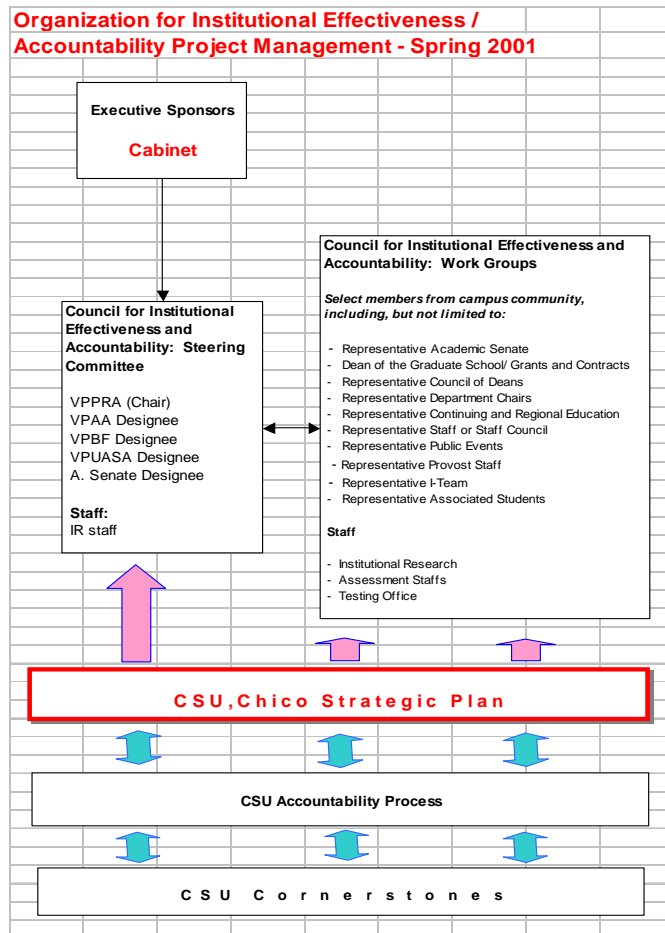 Organization for Institutional Effectiveness /
Accountability Project Management - Spring 2001
Executive Sponsors
Cabinet
Council for Institutional
Effectiveness and
Accountability: Steering
Committee
VPPRA (Chair)
VPAA Designee
VPBF Designee
VPUASA Designee
A. Senate Designee
Staff:
IR staff
Council for Institutional Effectiveness and
Accountability: Work Groups
Select members from campus community,
including, but not limited to:
- Representative Academic Senate
- Dean of the Graduate School/ Grants and Contracts
- Representative Council of Deans
- Representative Department Chairs
- Representative Continuing and Regional Education
- Representative Staff or Staff Council
- Representative Public Events
- Representative Provost Staff
- Representative I-Team
- Representative Associated Students
Staff
- Institutional Research
- Assessment Staffs
- Testing Office
CSU,Chico Strategic Plan
CSU Accountability Process
CSU Cornerstones